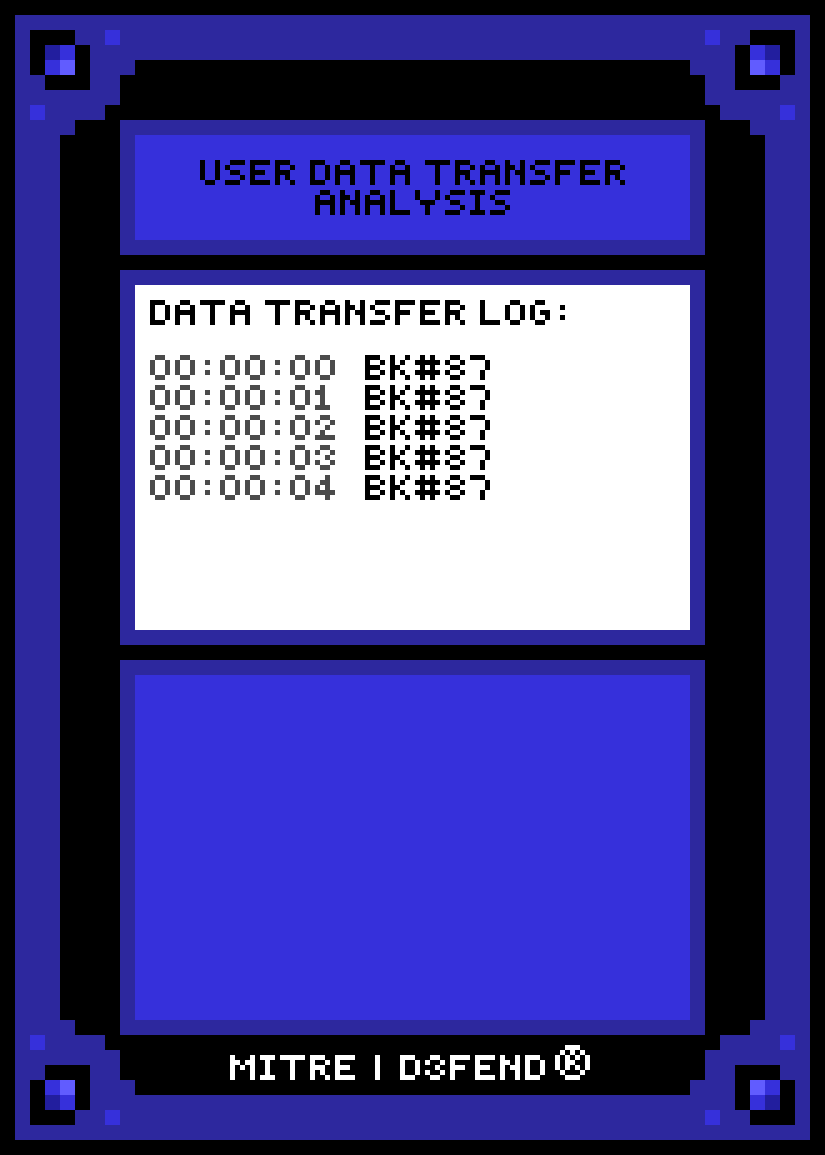 USER DATA TRANSFER
ANALYSIS
DATA TRANSFER LOG:
00:00:00 BK#87
00:00:01 BK#87
00:00:02 BK#87
00:00:03 BK#87
00:00:04 BK#87
MITRE | D3FEND®